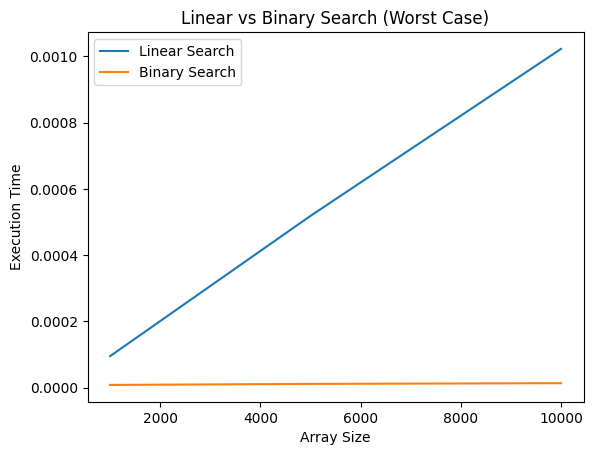 Linear vs Binary Search (Worst Case)
Linear Search
Binary Search
Execution Time
0.0010
0.0008
0.0006
0.0004
0.0002
0.0000
2000 4000 6000 8000 10000
Array Size